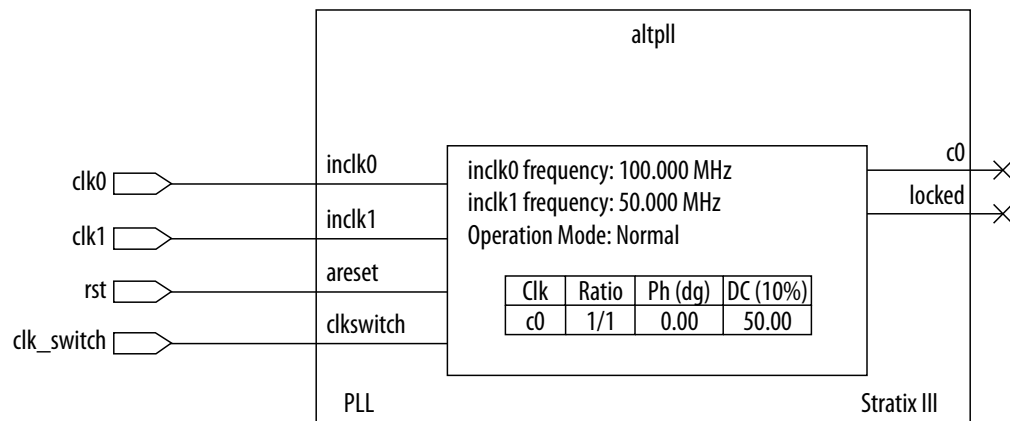 altpll
clk0
inclk0
inclk0 frequency: 100.000 MHz
c0
clk1
inclk1
inclk1 frequency: 50.000 MHz
locked
Operation Mode: Normal
rst
areset
Clk Ratio Ph (dg) DC (10%)
c0 1/1 0.00 50.00
clk_switch
clkswitch
PLL
Stratix III